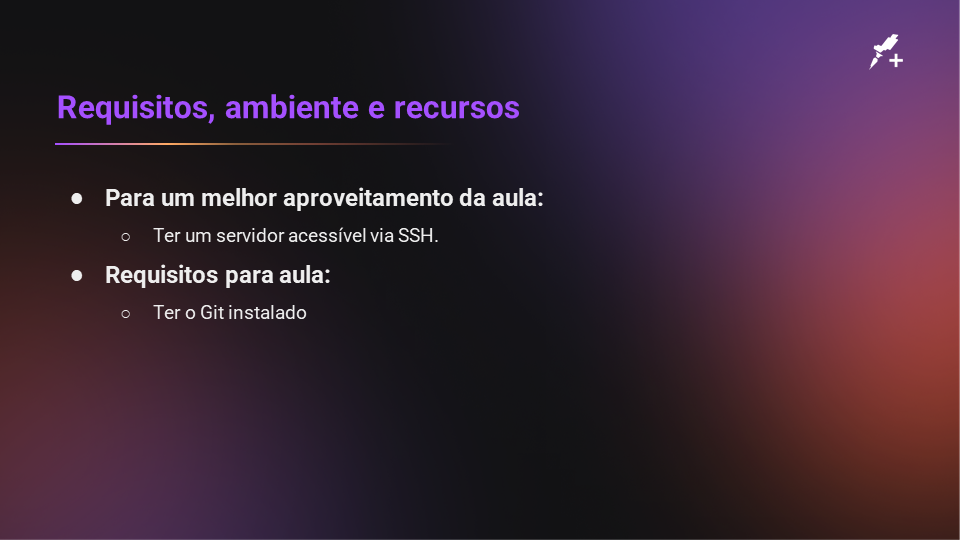 Requisitos, ambiente e recursos
● Para um melhor aproveitamento da aula:
○ Ter um servidor acessível via SSH.
● Requisitos para aula:
○ Ter o Git instalado